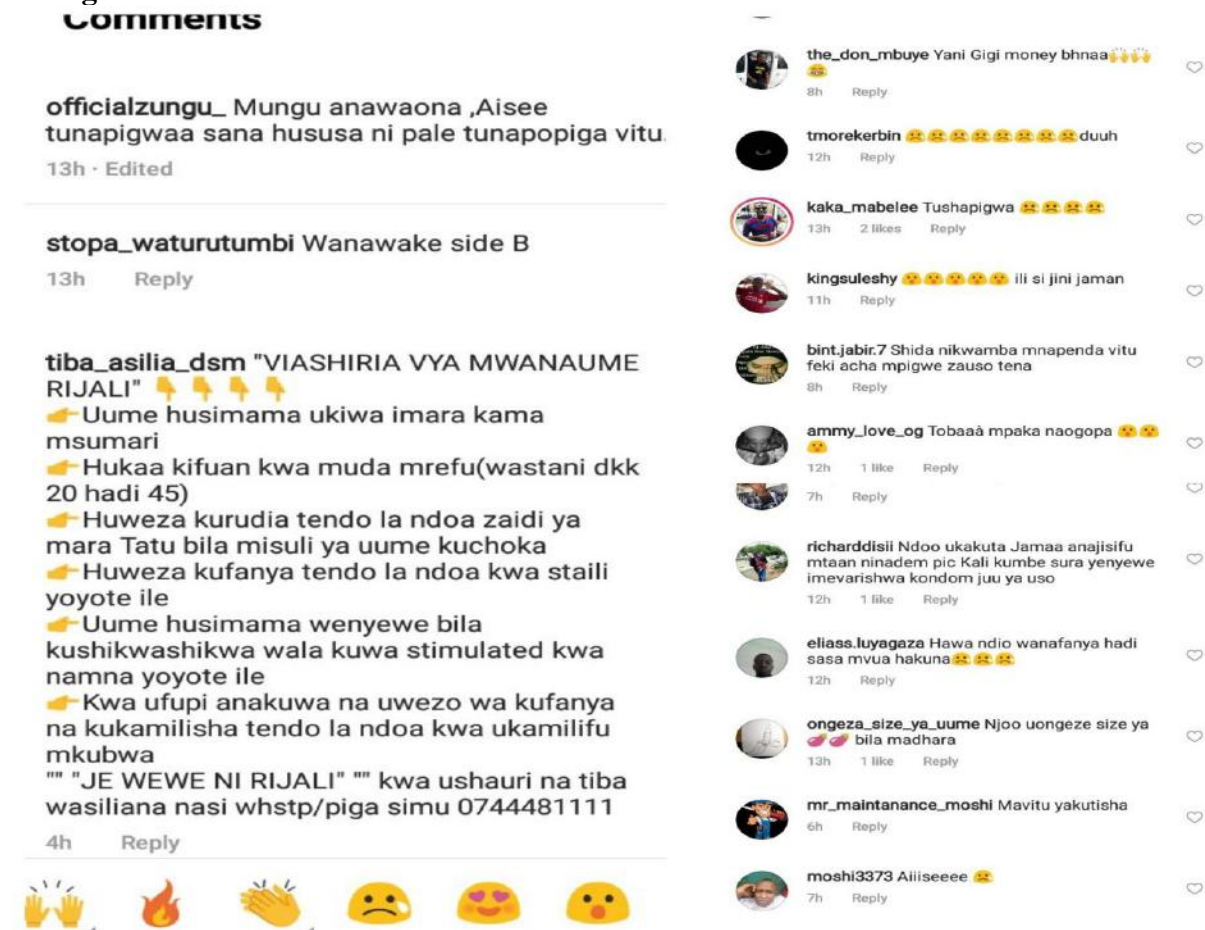 Comments
officialzungu_ Mungu anawaona ,Aisee
tunapigwaa sana hususa ni pale tunapopiga vitu.
13h · Edited
stopa_waturutumbi Wanawake side B
13h Reply
tiba_asilia_dsm "VIASHIRIA VYA MWANAUME
RIJALI" 👇👇👇👇
👉Uume husimama ukiwa imara kama
msumari
👉Hukaa kifuan kwa muda mrefu(wastani dkk
20 hadi 45)
👉Huweza kurudia tendo la ndoa zaidi ya
mara Tatu bila misuli ya uume kuchoka
👉Huweza kufanya tendo la ndoa kwa staili
yoyote ile
👉Uume husimama wenyewe bila
kushikwashikwa wala kuwa stimulated kwa
namna yoyote ile
👉Kwa ufupi anakuwa na uwezo wa kufanya
na kukamilisha tendo la ndoa kwa ukamilifu
mkubwa
"" "JE WEWE NI RIJALI" "" kwa ushauri na tiba
wasiliana nasi whstp/piga simu 0744481111
4h Reply
the_don_mbuye Yani Gigi money bhnaa🙌🙌
😂
8h Reply
tmorekerbin ☹️☹️☹️☹️☹️☹️☹️☹️duuh
12h Reply
kaka_mabelee Tushapigwa ☹️☹️☹️☹️
13h 2 likes Reply
kingsuleshy 😮😮😮😮😮 ili si jini jaman
11h Reply
bint.jabir.7 Shida nikwamba mnapenda vitu
feki acha mpigwe zauso tena
8h Reply
ammy_love_og Tobaaà mpaka naogopa 😮😮
😮
12h 1 like Reply
7h Reply
richarddisii Ndoo ukakuta Jamaa anajisifu
mtaan ninadem pic Kali kumbe sura yenyewe
imevarishwa kondom juu ya uso
12h 1 like Reply
eliass.luyagaza Hawa ndio wanafanya hadi
sasa mvua hakuna☹️☹️☹️
12h Reply
ongeza_size_ya_uume Njoo uongeze size ya
🍆🍆 bila madhara
13h 1 like Reply
mr_maintanance_moshi Mavitu yakutisha
6h Reply
moshi3373 Aiiiseeee ☹️
7h Reply